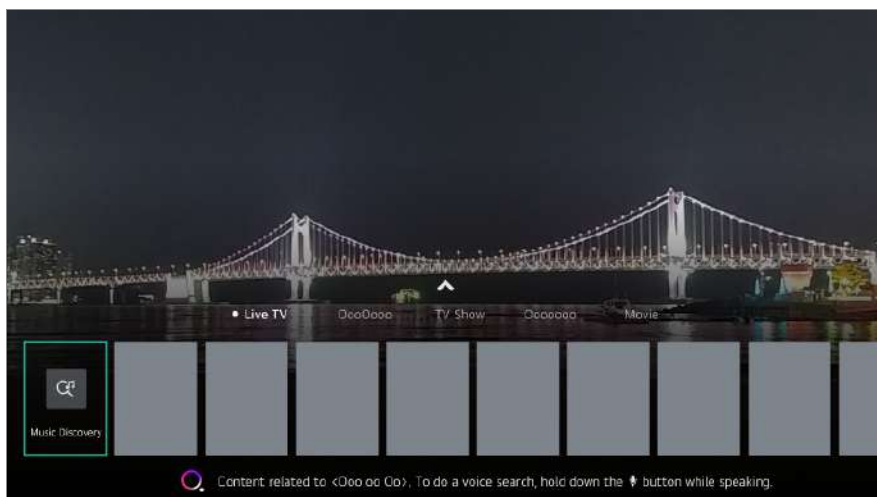 Live TV
OooOooo
TV Show
Ooooooo
Movie
Music Discovery
Content related to <Ooo oo Oo>. To do a voice search, hold down the button while speaking.